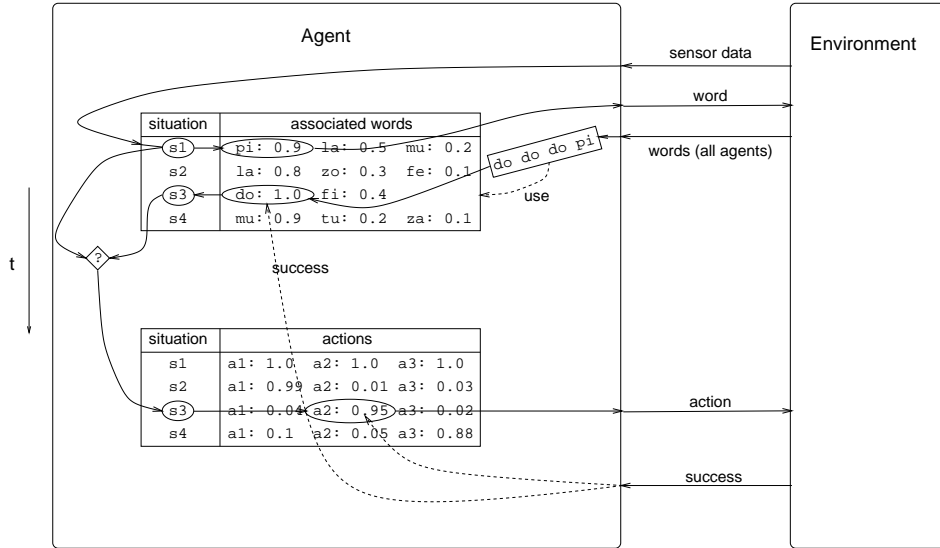 Agent
Environment
sensor data
word
situation associated words
s1 pi: 0.9 la: 0.5 mu: 0.2
do do do pi
words (all agents)
s2 la: 0.8 zo: 0.3 fe: 0.1
s3 do: 1.0 fi: 0.4
use
s4 mu: 0.9 tu: 0.2 za: 0.1
?
t
success
situation actions
s1 a1: 1.0 a2: 1.0 a3: 1.0
s2 a1: 0.99 a2: 0.01 a3: 0.03
s3 a1: 0.04 a2: 0.95 a3: 0.02
action
s4 a1: 0.1 a2: 0.05 a3: 0.88
success